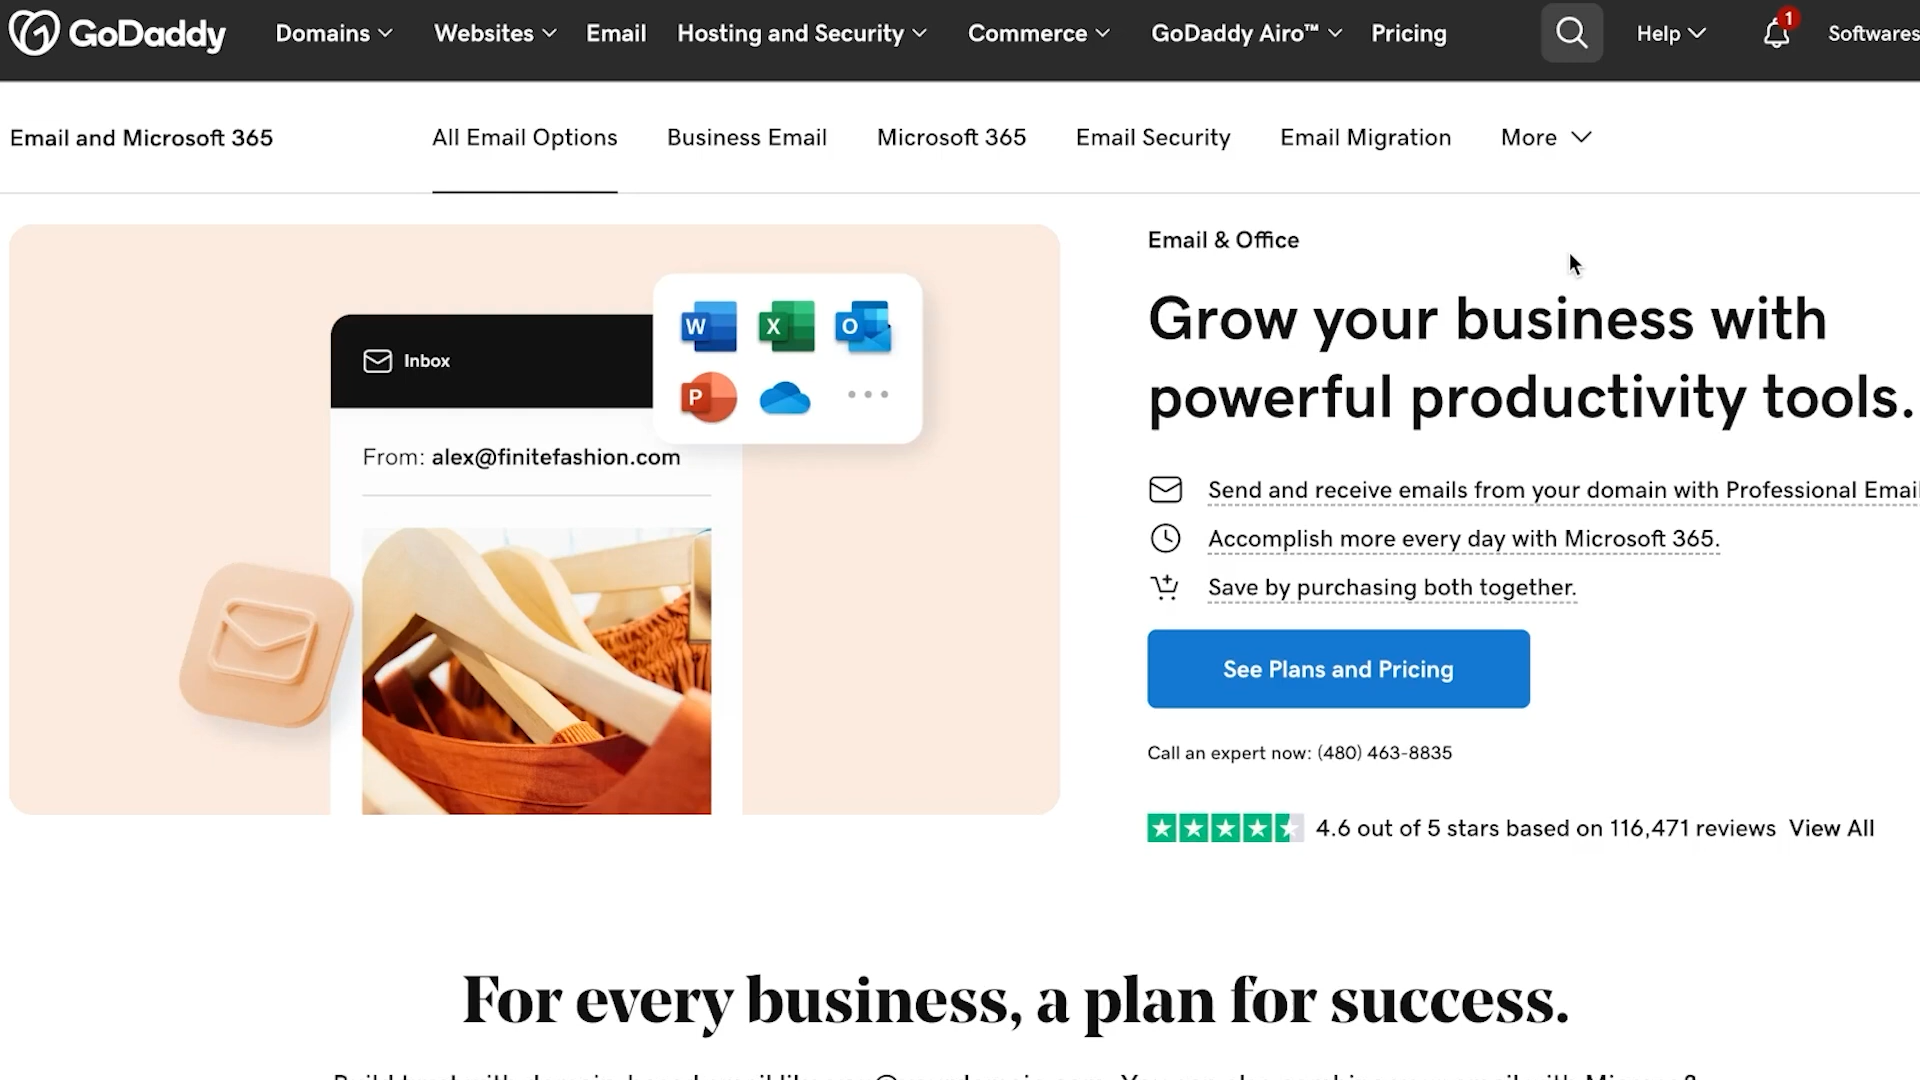 GoDaddy Domains Websites Email Hosting and Security Commerce GoDaddy Airo™ Pricing Help 1 Softwares
Email and Microsoft 365 All Email Options Business Email Microsoft 365 Email Security Email Migration More
Inbox
W X O
P
From: alex@finitefashion.com
Email & Office
Grow your business with
powerful productivity tools.
Send and receive emails from your domain with Professional Email
Accomplish more every day with Microsoft 365.
Save by purchasing both together.
See Plans and Pricing
Call an expert now: (480) 463-8835
4.6 out of 5 stars based on 116,471 reviews View All
For every business, a plan for success.